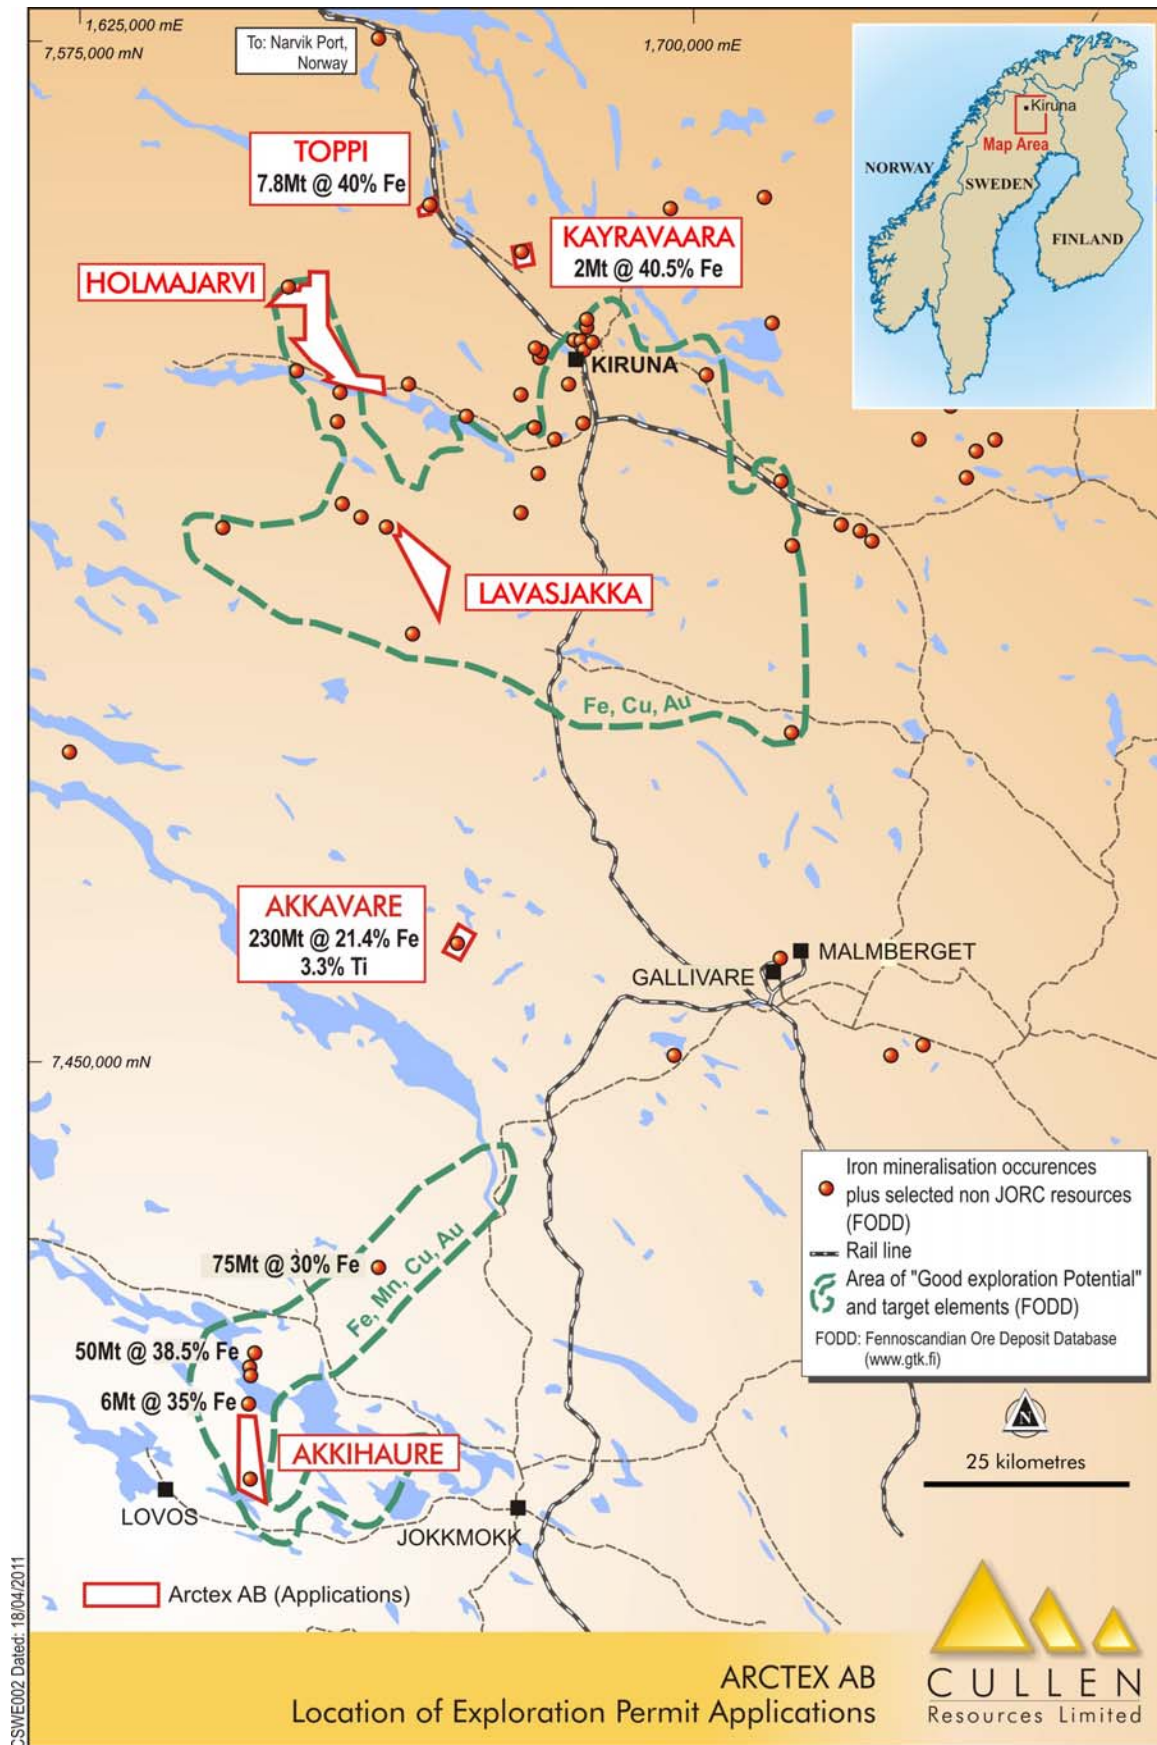 1,625,000 mE
7,575,000 mN
To: Narvik Port,
Norway
1,700,000 mE
Kiruna
Map Area
NORWAY
SWEDEN
FINLAND
TOPPI
7.8Mt @ 40% Fe
KAYRAVAARA
2Mt @ 40.5% Fe
HOLMAJARVI
KIRUNA
LAVASJAKKA
Fe, Cu, Au
AKKAVARE
230Mt @ 21.4% Fe
3.3% Ti
MALMBERGET
GALLIVARE
7,450,000 mN
Iron mineralisation occurences
plus selected non JORC resources
(FODD)
Rail line
Area of "Good exploration Potential"
and target elements (FODD)
FODD: Fennoscandian Ore Deposit Database
(www.gtk.fi)
75Mt @ 30% Fe
Fe, Mn, Cu, Au
50Mt @ 38.5% Fe
6Mt @ 35% Fe
AKKIHAURE
N
25 kilometres
LOVOS
JOKKMOKK
Arctex AB (Applications)
CSWE002 Dated: 18/04/2011
ARCTEX AB
Location of Exploration Permit Applications
CULLEN
Resources Limited